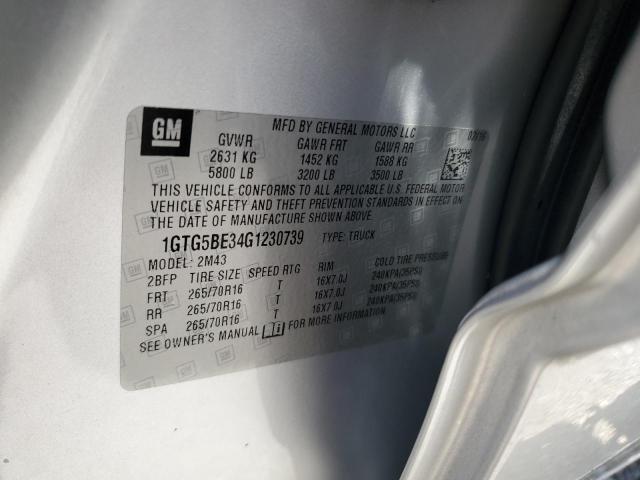 GM
MFD BY GENERAL MOTORS LLC
GVWR GAWR FRT GAWR RR
2631 KG 1452 KG 1588 KG
5800 LB 3200 LB 3500 LB
THIS VEHICLE CONFORMS TO ALL APPLICABLE U.S. FEDERAL MOTOR
VEHICLE SAFETY AND THEFT PREVENTION STANDARDS IN EFFECT ON
THE DATE OF MANUFACTURE SHOWN ABOVE.
1GTG5BE34G1230739 TYPE: TRUCK
MODEL: 2M43
2BFP TIRE SIZE SPEED RTG RIM COLD TIRE PRESSURE
FRT 265/70R16 T 16X7.0J 240KPA(35PSI)
RR 265/70R16 T 16X7.0J 240KPA(35PSI)
SPA 265/70R16 T 16X7.0J 240KPA(35PSI)
SEE OWNER'S MANUAL FOR MORE INFORMATION